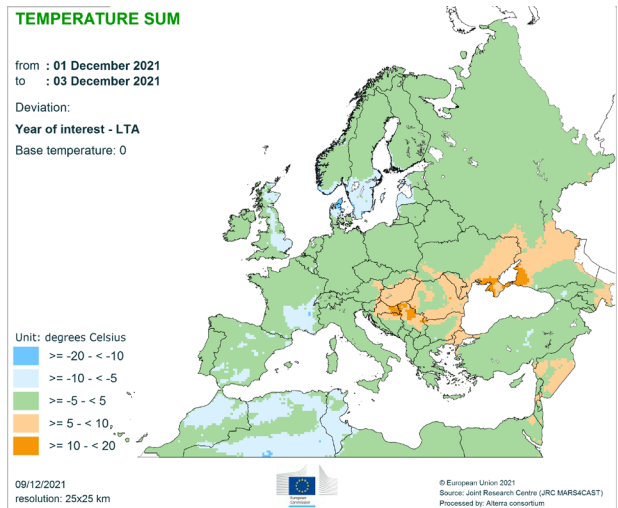 TEMPERATURE SUM
from : 01 December 2021
to : 03 December 2021
Deviation:
Year of interest - LTA
Base temperature: 0
Unit: degrees Celsius
>= -20 - < -10
>= -10 - < -5
>= -5 - < 5
>= 5 - < 10
>= 10 - < 20
09/12/2021
resolution: 25x25 km
European
Commission
© European Union 2021
Source: Joint Research Centre (JRC MARS4CAST)
Processed by: Alterra consortium